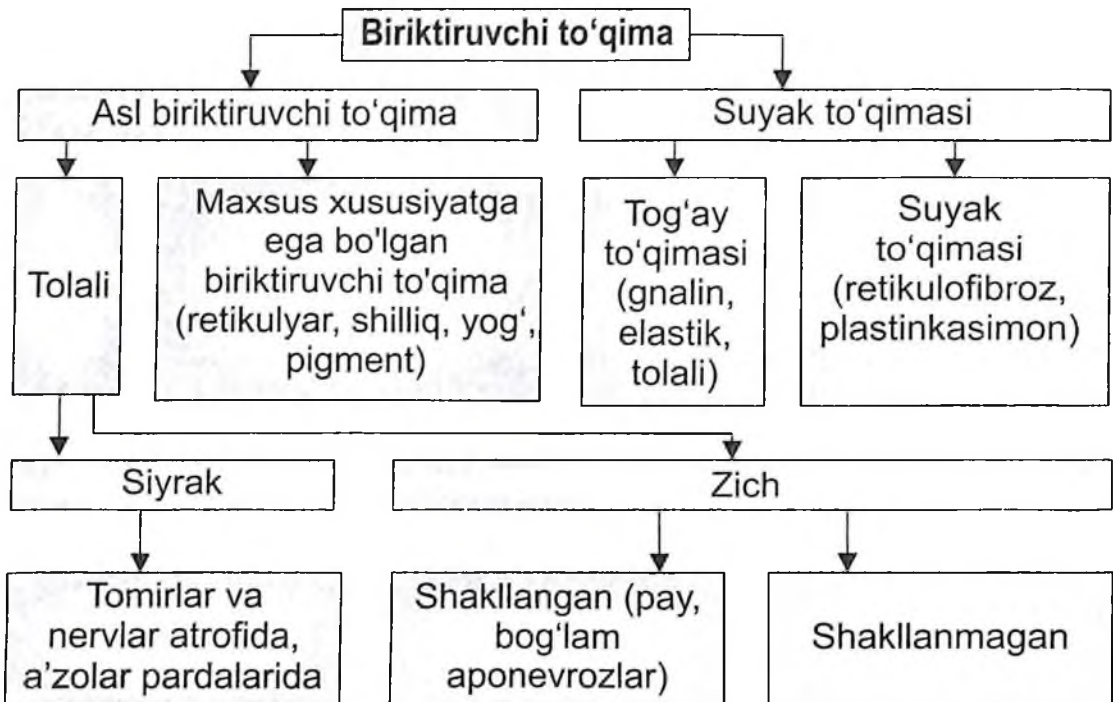 Biriktiruvchi to‘qima
Asl biriktiruvchi to‘qima
Suyak to‘qimasi
Tolali
Maxsus xususiyatga
ega bo'lgan
biriktiruvchi to'qima
(retikulyar, shilliq, yog‘,
pigment)
Tog‘ay
to‘qimasi
(gnalin,
elastik,
tolali)
Suyak
to‘qimasi
(retikulofibroz,
plastinkasimon)
Siyrak
Zich
Tomirlar va
nervlar atrofida,
a’zolar pardalarida
Shakllangan (pay,
bog‘lam
aponevrozlar)
Shakllanmagan